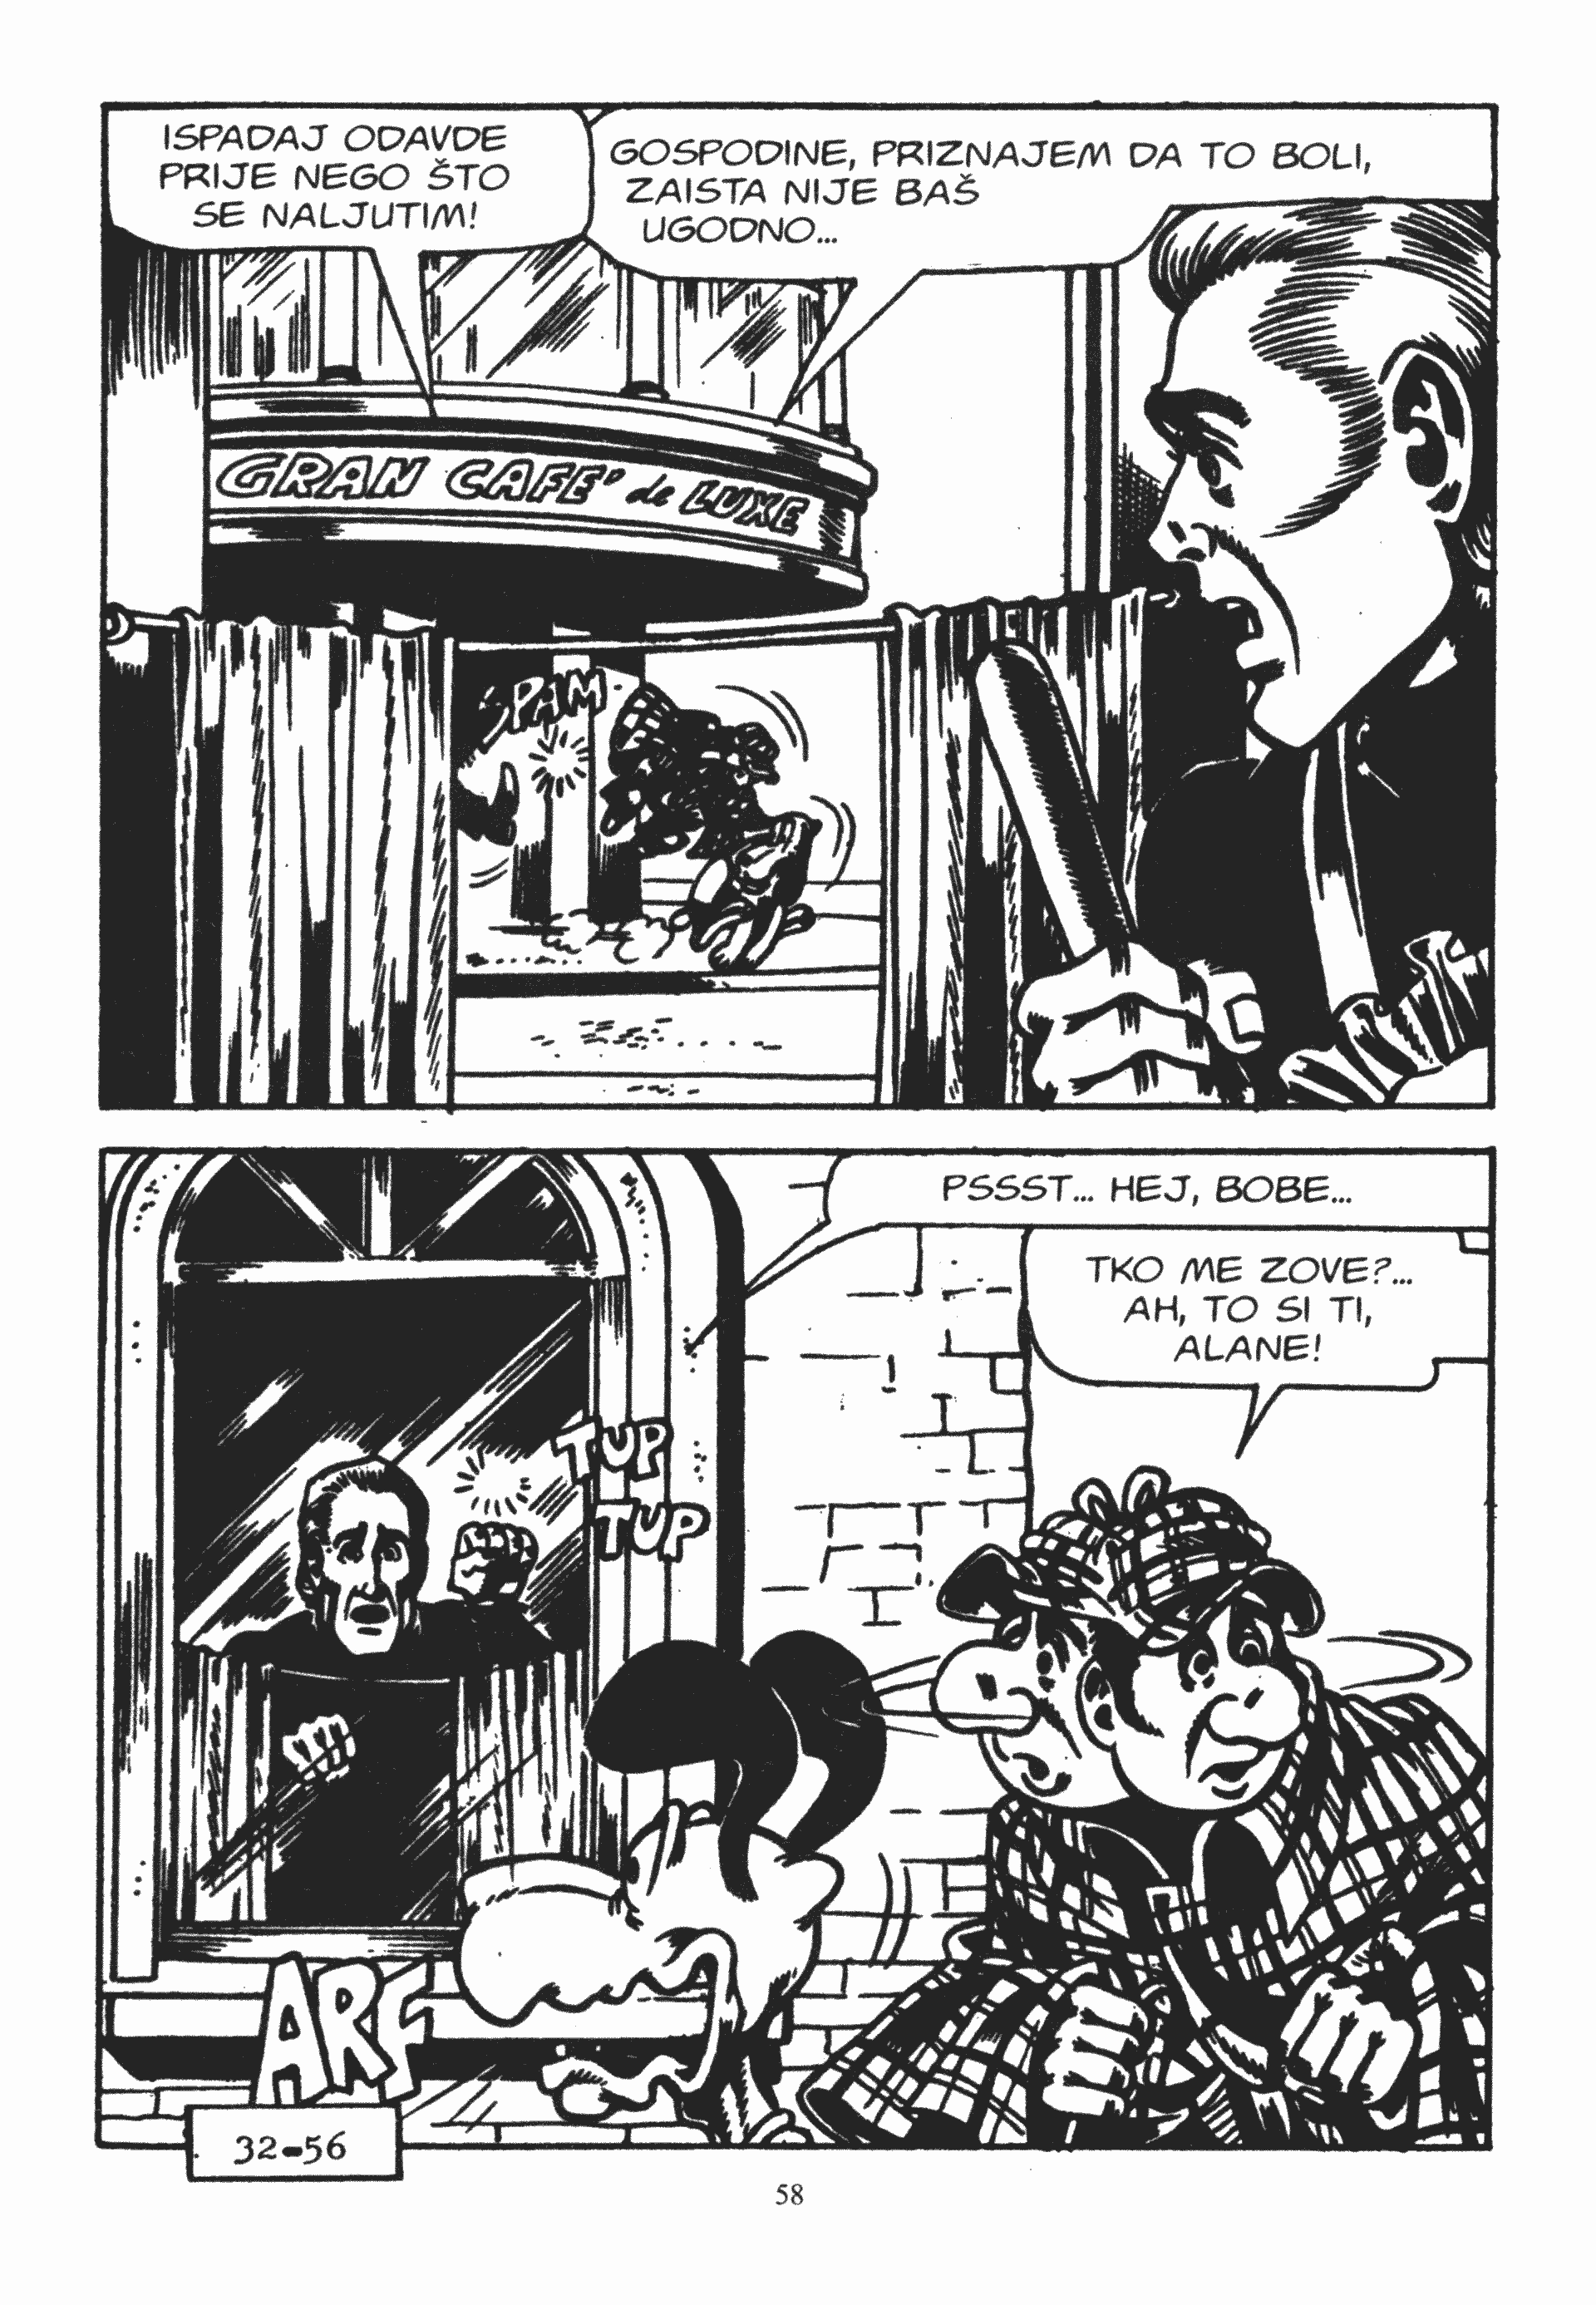 ISPADAJ ODAVDE
PRIJE NEGO ŠTO
SE NALJUTIM!
GOSPODINE, PRIZNAJEM DA TO BOLI,
ZAISTA NIJE BAŠ
UGODNO...
GRAN CAFE' de LUXE
SPAM
PSSST... HEJ, BOBE...
TKO ME ZOVE?...
AH, TO SI TI,
ALANE!
TUP
TUP
ARF
32-56
58